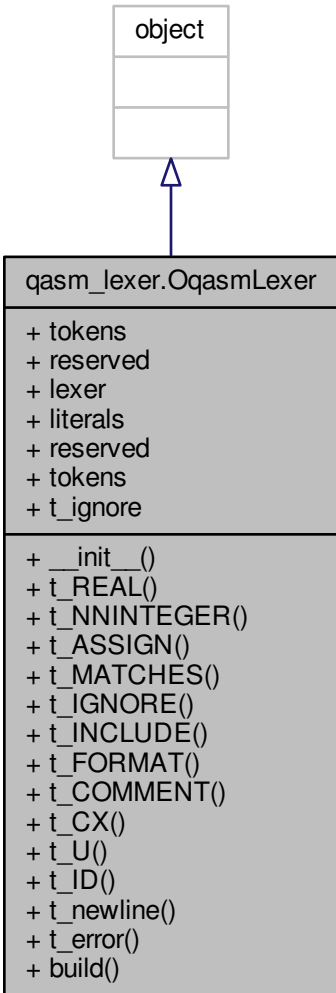 object
qasm_lexer.OqasmLexer
+ tokens
+ reserved
+ lexer
+ literals
+ reserved
+ tokens
+ t_ignore
+ __init__()
+ t_REAL()
+ t_NNINTEGER()
+ t_ASSIGN()
+ t_MATCHES()
+ t_IGNORE()
+ t_INCLUDE()
+ t_FORMAT()
+ t_COMMENT()
+ t_CX()
+ t_U()
+ t_ID()
+ t_newline()
+ t_error()
+ build()